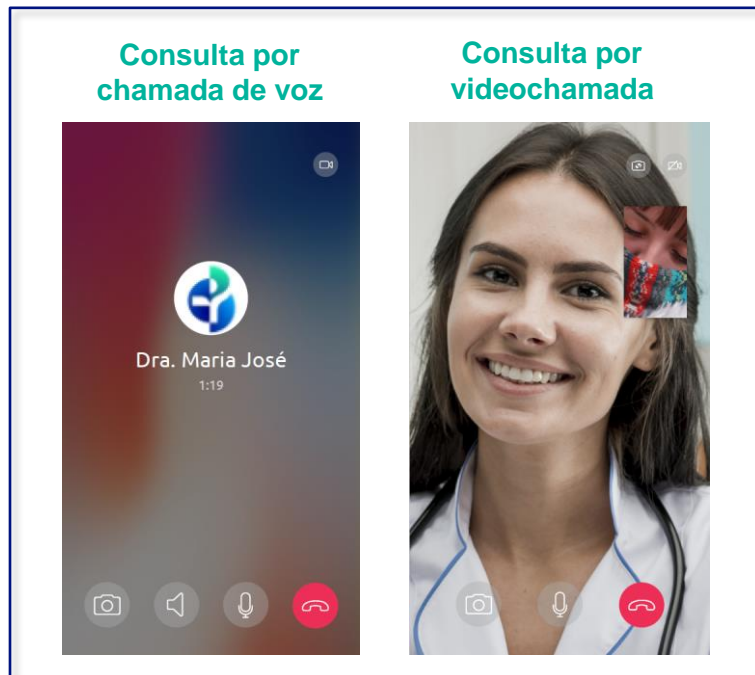 Consulta por
chamada de voz
Consulta por
videochamada
Dra. Maria José
1:19